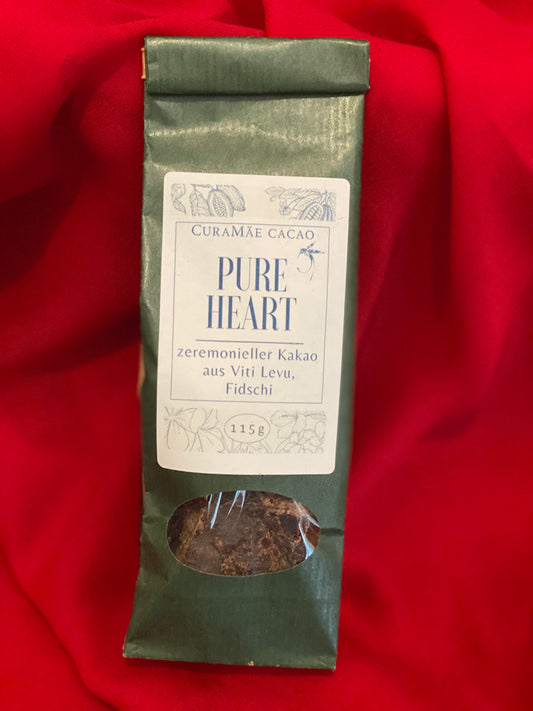 CURAMÃE CACAO
PURE
HEART
zeremonieller Kakao
aus Viti Levu,
Fidschi
115g